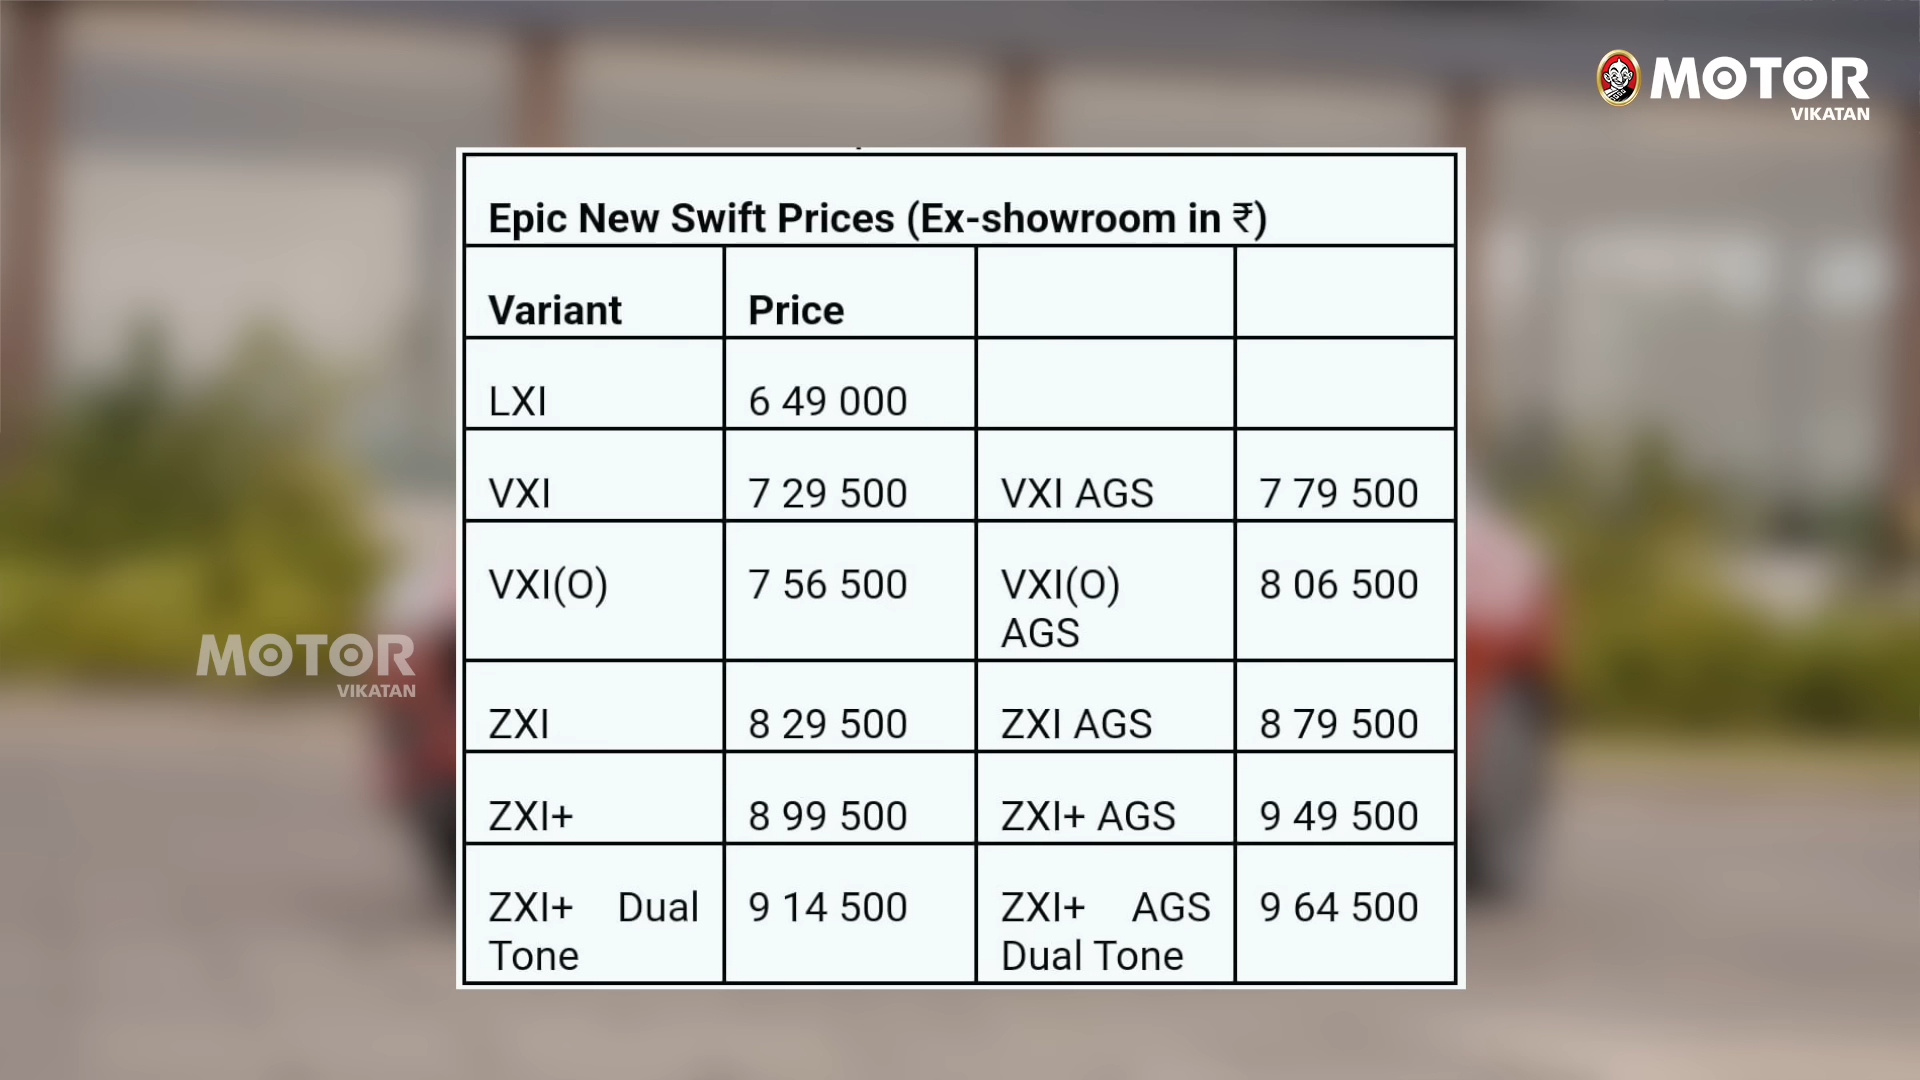 MOTOR
VIKATAN
Epic New Swift Prices (Ex-showroom in ₹)
Variant Price
LXI 6 49 000
VXI 7 29 500 VXI AGS 7 79 500
VXI(O) 7 56 500 VXI(O) 8 06 500
AGS
ZXI 8 29 500 ZXI AGS 8 79 500
ZXI+ 8 99 500 ZXI+ AGS 9 49 500
ZXI+ Dual 9 14 500 ZXI+ AGS 9 64 500
Tone Dual Tone
MOTOR
VIKATAN